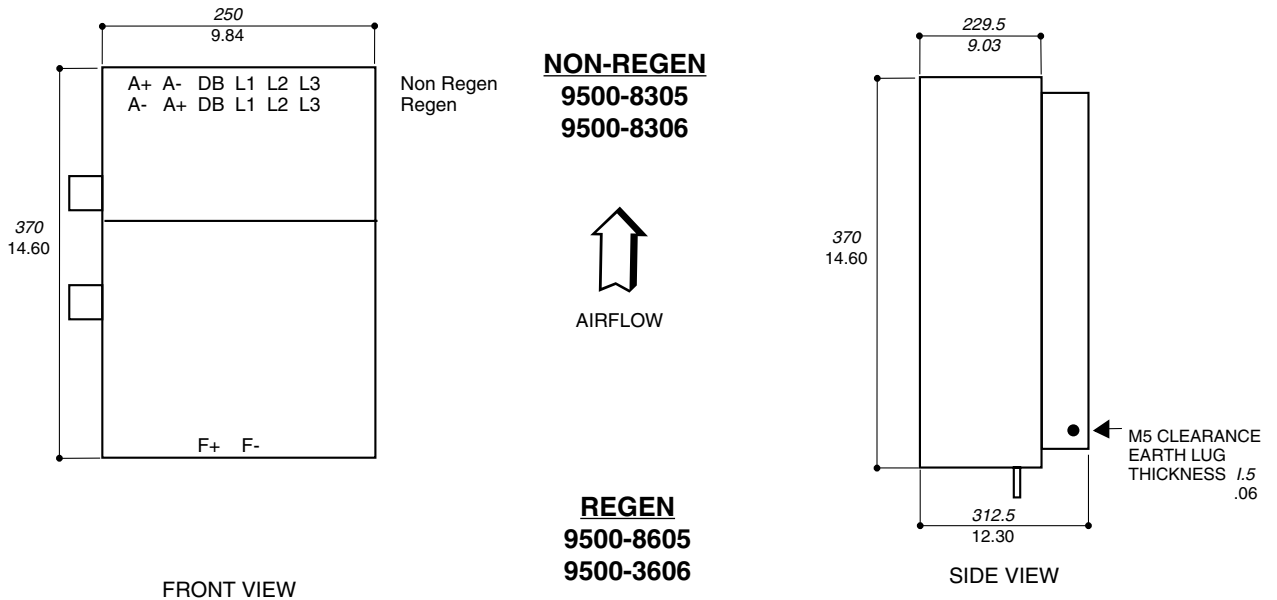 250
9.84
A+ A- DB L1 L2 L3 Non Regen
A- A+ DB L1 L2 L3 Regen
370
14.60
F+ F-
FRONT VIEW
NON-REGEN
9500-8305
9500-8306
AIRFLOW
REGEN
9500-8605
9500-3606
229.5
9.03
370
14.60
M5 CLEARANCE
EARTH LUG
THICKNESS 1.5
.06
312.5
12.30
SIDE VIEW